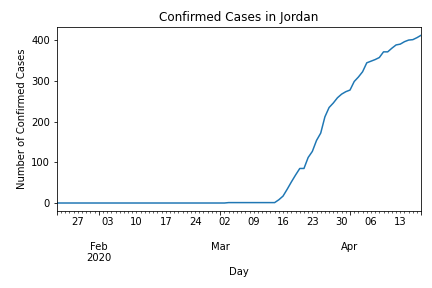 Confirmed Cases in Jordan
Number of Confirmed Cases
400
300
200
100
0
27 03 10 17 24 02 09 16 23 30 06 13
Feb Mar Apr
2020
Day